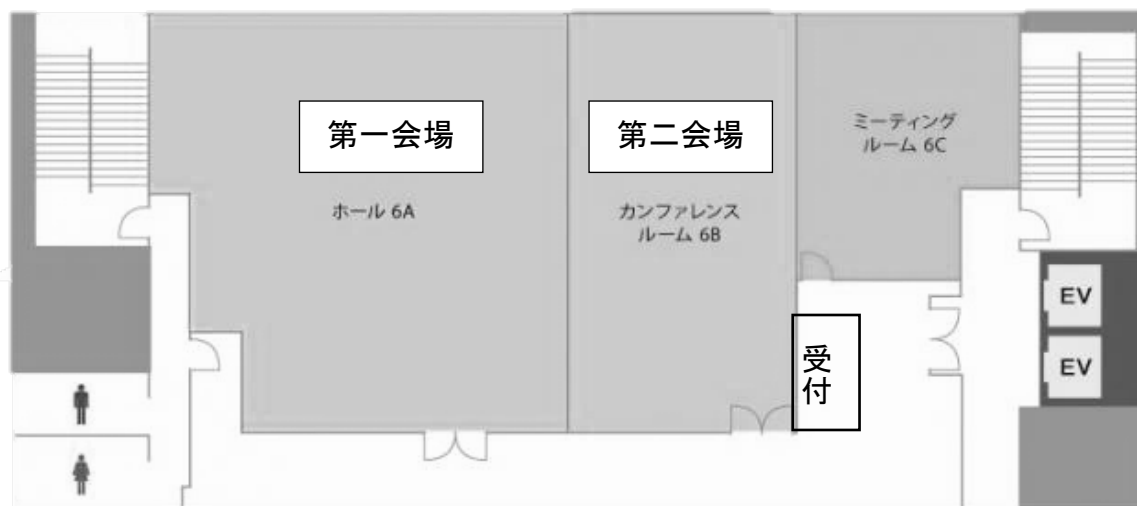 第一会場
第二会場
ミーティング
ルーム 6C
ホール 6A
カンファレンス
ルーム 6B
EV
EV
受
付